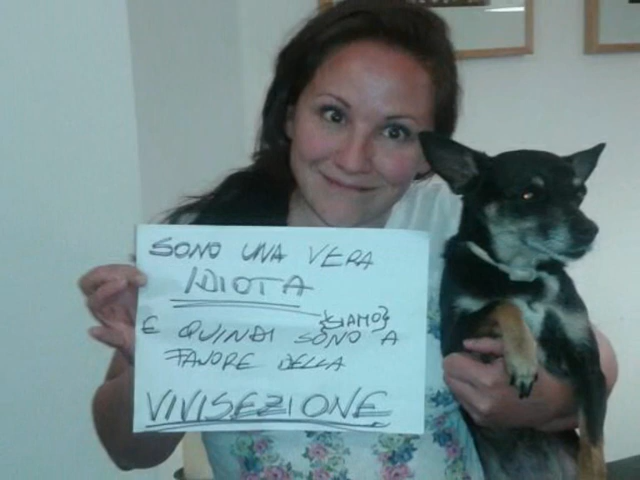 SONO UNA VERA
IDIOTA
{SIAMO}
E QUINDI SONO A
FAVORE DELLA
VIVISEZIONE